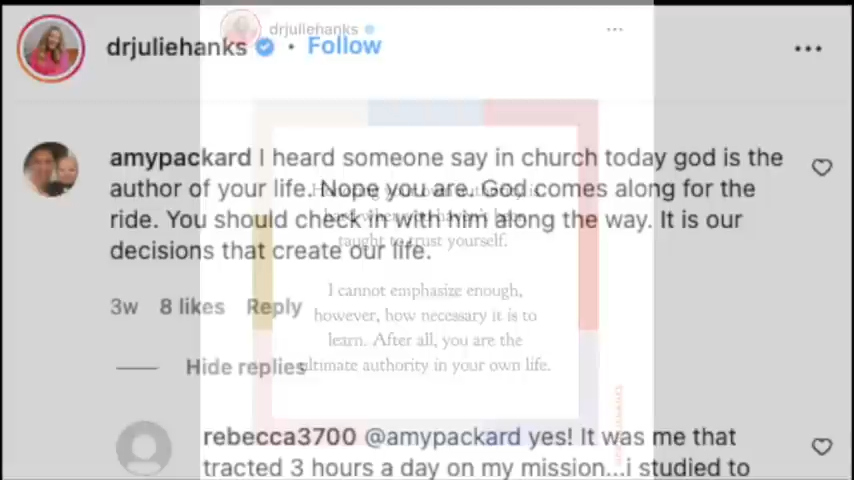 drjuliehanks
drjuliehanks • Follow
amypackard I heard someone say in church today god is the
author of your life. Nope you are. God comes along for the
ride. You should check in with him along the way. It is our
decisions that create our life.
taught to trust yourself.
I cannot emphasize enough,
however, how necessary it is to
learn. After all, you are the
ultimate authority in your own life.
3w 8 likes Reply
Hide replies
rebecca3700 @amypackard yes! It was me that
tracted 3 hours a day on my mission...i studied to